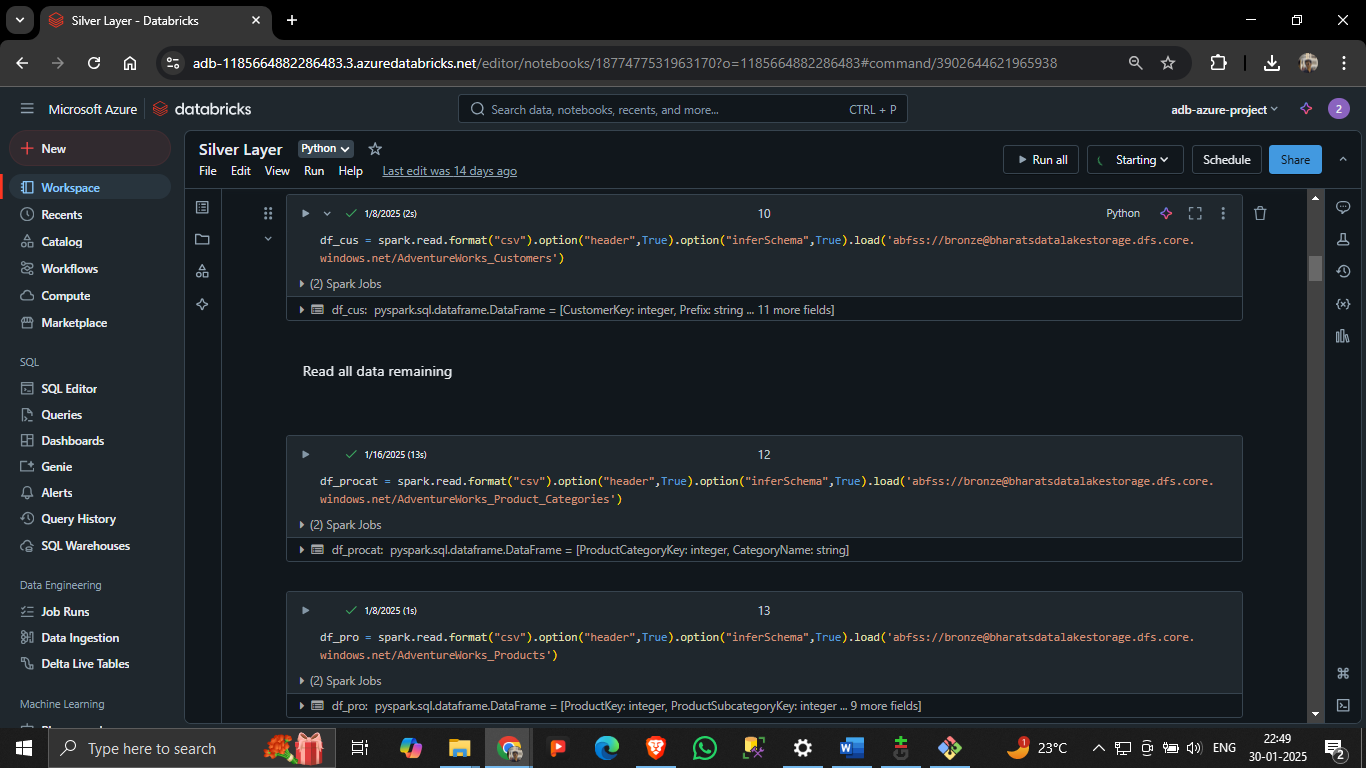 Silver Layer - Databricks
adb-1185664882286483.3.azuredatabricks.net/editor/notebooks/1877477531963170?o=1185664882286483#command/3902644621965938
Microsoft Azure databricks
Search data, notebooks, recents, and more... CTRL + P
adb-azure-project
2
New
Workspace
Recents
Catalog
Workflows
Compute
Marketplace
SQL
SQL Editor
Queries
Dashboards
Genie
Alerts
Query History
SQL Warehouses
Data Engineering
Job Runs
Data Ingestion
Delta Live Tables
Machine Learning
Silver Layer Python
File Edit View Run Help Last edit was 14 days ago
Run all Starting Schedule Share
1/8/2025 (2s) 10 Python
df_cus = spark.read.format("csv").option("header",True).option("inferSchema",True).load('abfss://bronze@bharatsdatalakestorage.dfs.core.
windows.net/AdventureWorks_Customers')
(2) Spark Jobs
df_cus: pyspark.sql.dataframe.DataFrame = [CustomerKey: integer, Prefix: string ... 11 more fields]
Read all data remaining
1/16/2025 (13s) 12
df_procat = spark.read.format("csv").option("header",True).option("inferSchema",True).load('abfss://bronze@bharatsdatalakestorage.dfs.core.
windows.net/AdventureWorks_Product_Categories')
(2) Spark Jobs
df_procat: pyspark.sql.dataframe.DataFrame = [ProductCategoryKey: integer, CategoryName: string]
1/8/2025 (1s) 13
df_pro = spark.read.format("csv").option("header",True).option("inferSchema",True).load('abfss://bronze@bharatsdatalakestorage.dfs.core.
windows.net/AdventureWorks_Products')
(2) Spark Jobs
df_pro: pyspark.sql.dataframe.DataFrame = [ProductKey: integer, ProductSubcategoryKey: integer ... 9 more fields]
Type here to search
1
23°C
ENG
22:49
30-01-2025
2